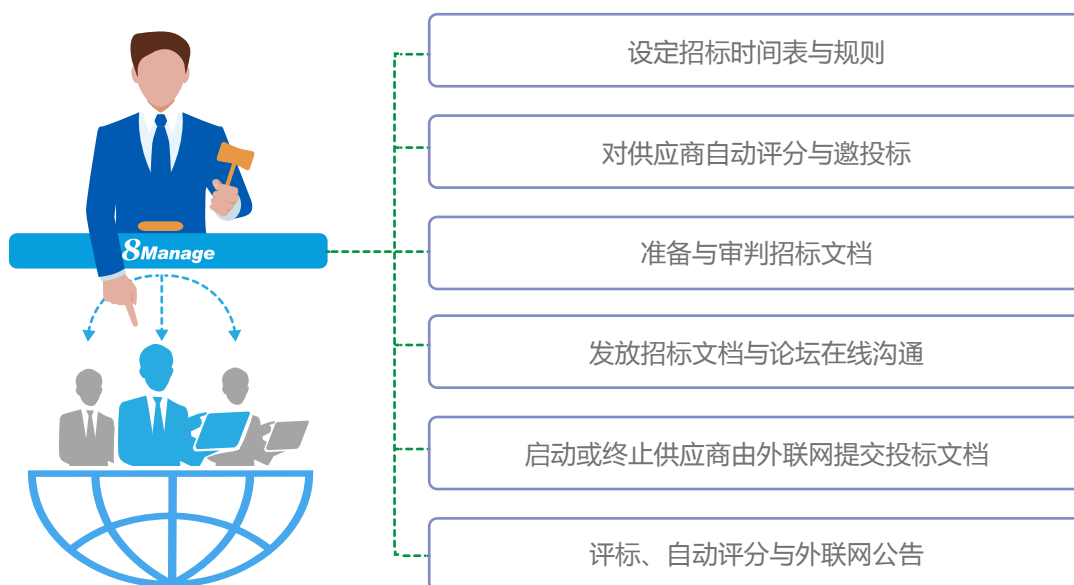 设定招标时间表与规则
对供应商自动评分与邀投标
8Manage
准备与审判招标文档
发放招标文档与论坛在线沟通
启动或终止供应商由外联网提交投标文档
评标、自动评分与外联网公告